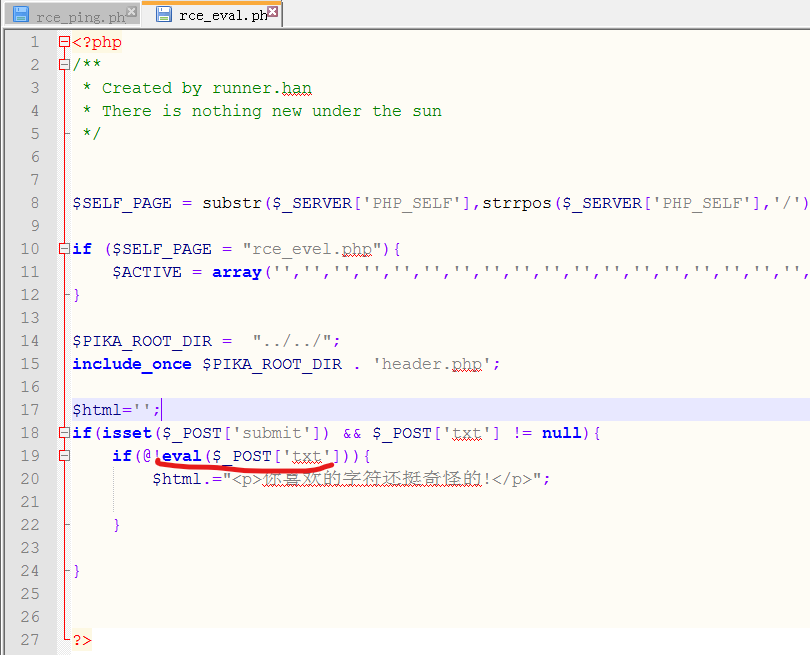 rce_ping.ph rce_eval.ph
1 <?php
2 /**
3 * Created by runner.han
4 * There is nothing new under the sun
5 */
6
7
8 $SELF_PAGE = substr($_SERVER['PHP_SELF'],strrpos($_SERVER['PHP_SELF'],'/')
9
10 if ($SELF_PAGE = "rce_evel.php"){
11 $ACTIVE = array('','','','','','','','','','','','','','','','','','',
12 }
13
14 $PIKA_ROOT_DIR =  "../../";
15 include_once $PIKA_ROOT_DIR . 'header.php';
16
17 $html='';
18 if(isset($_POST['submit']) && $_POST['txt'] != null){
19 if(@!eval($_POST['txt'])){
20 $html.="<p>你喜欢的字符还挺奇怪的!</p>";
21
22 }
23
24 }
25
26
27 ?>